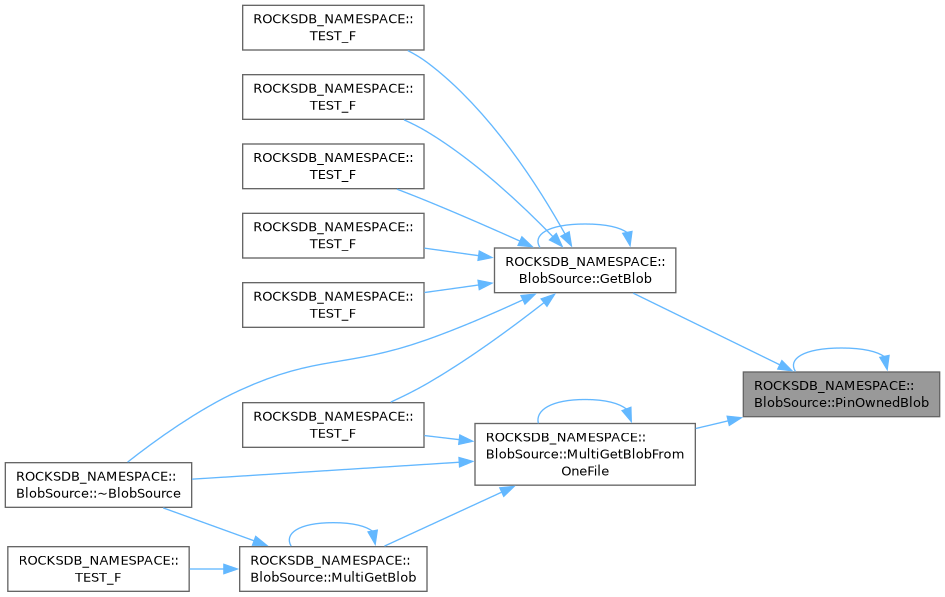 ROCKSDB_NAMESPACE::
TEST_F
ROCKSDB_NAMESPACE::
TEST_F
ROCKSDB_NAMESPACE::
TEST_F
ROCKSDB_NAMESPACE::
TEST_F
ROCKSDB_NAMESPACE::
BlobSource::GetBlob
ROCKSDB_NAMESPACE::
TEST_F
ROCKSDB_NAMESPACE::
BlobSource::PinOwnedBlob
ROCKSDB_NAMESPACE::
TEST_F
ROCKSDB_NAMESPACE::
BlobSource::MultiGetBlobFrom
OneFile
ROCKSDB_NAMESPACE::
BlobSource::~BlobSource
ROCKSDB_NAMESPACE::
TEST_F
ROCKSDB_NAMESPACE::
BlobSource::MultiGetBlob